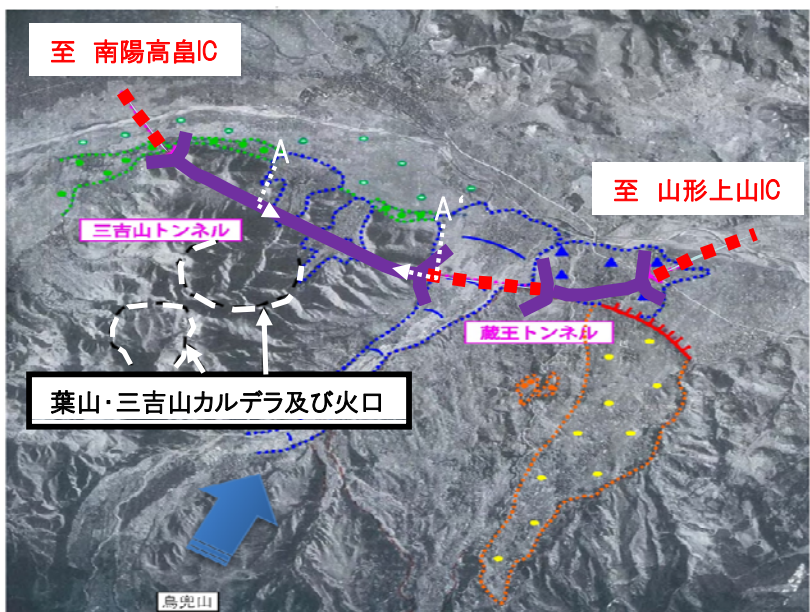 至 南陽高畠IC
A
A'
至 山形上山IC
三吉山トンネル
蔵王トンネル
葉山・三吉山カルデラ及び火口
鳥兜山